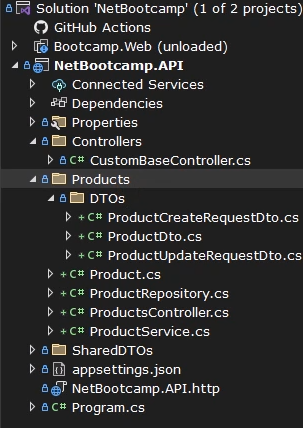 Solution 'NetBootcamp' (1 of 2 projects)
GitHub Actions
Bootcamp.Web (unloaded)
NetBootcamp.API
Connected Services
Dependencies
Properties
Controllers
C# CustomBaseController.cs
Products
DTOs
+ C# ProductCreateRequestDto.cs
+ C# ProductDto.cs
+ C# ProductUpdateRequestDto.cs
+ C# Product.cs
+ C# ProductRepository.cs
+ C# ProductsController.cs
+ C# ProductService.cs
SharedDTOs
appsettings.json
NetBootcamp.API.http
C# Program.cs